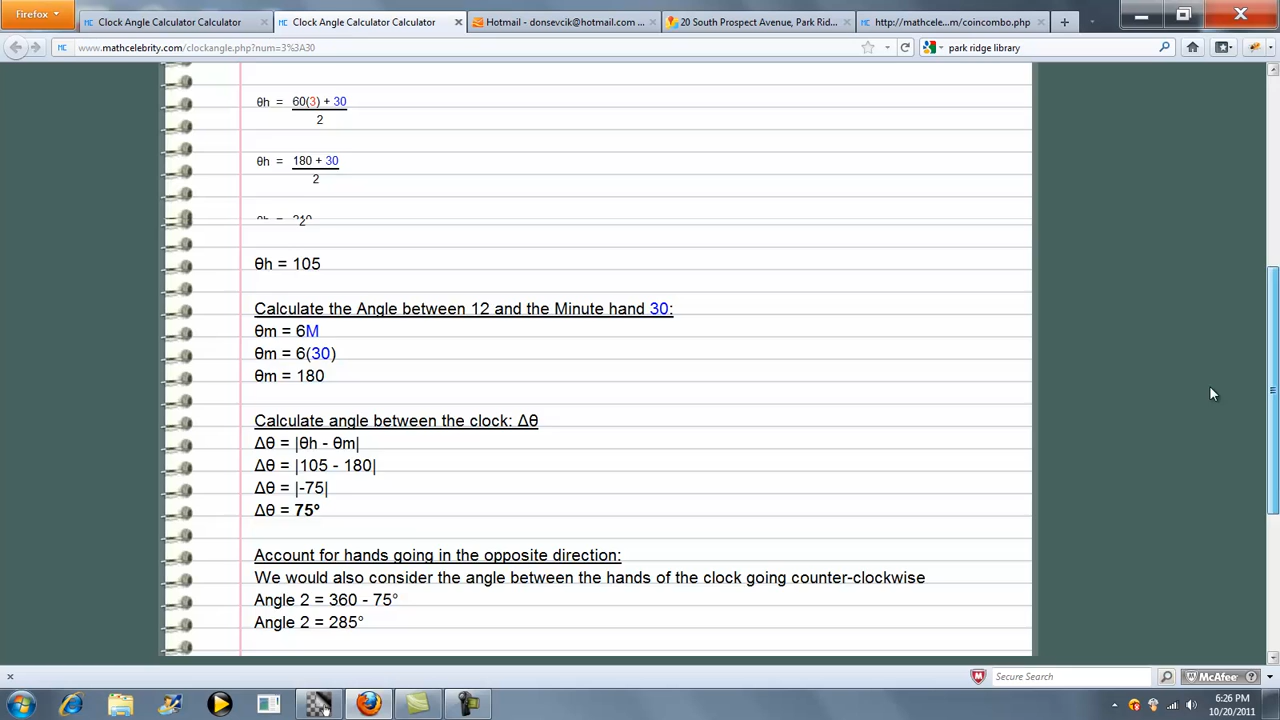 Firefox
Clock Angle Calculator Calculator
Clock Angle Calculator Calculator
Hotmail - donsevcik@hotmail.com ...
20 South Prospect Avenue, Park Rid...
http://mathcele...m/coincombo.php
www.mathcelebrity.com/clockangle.php?num=3%3A30
park ridge library
θh = 60(3) + 30
2
θh = 180 + 30
2
θh = 210
2
θh = 105
Calculate the Angle between 12 and the Minute hand 30:
θm = 6M
θm = 6(30)
θm = 180
Calculate angle between the clock: Δθ
Δθ = |θh - θm|
Δθ = |105 - 180|
Δθ = |-75|
Δθ = 75º
Account for hands going in the opposite direction:
We would also consider the angle between the hands of the clock going counter-clockwise
Angle 2 = 360 - 75°
Angle 2 = 285°
Secure Search
McAfee
6:26 PM
10/20/2011